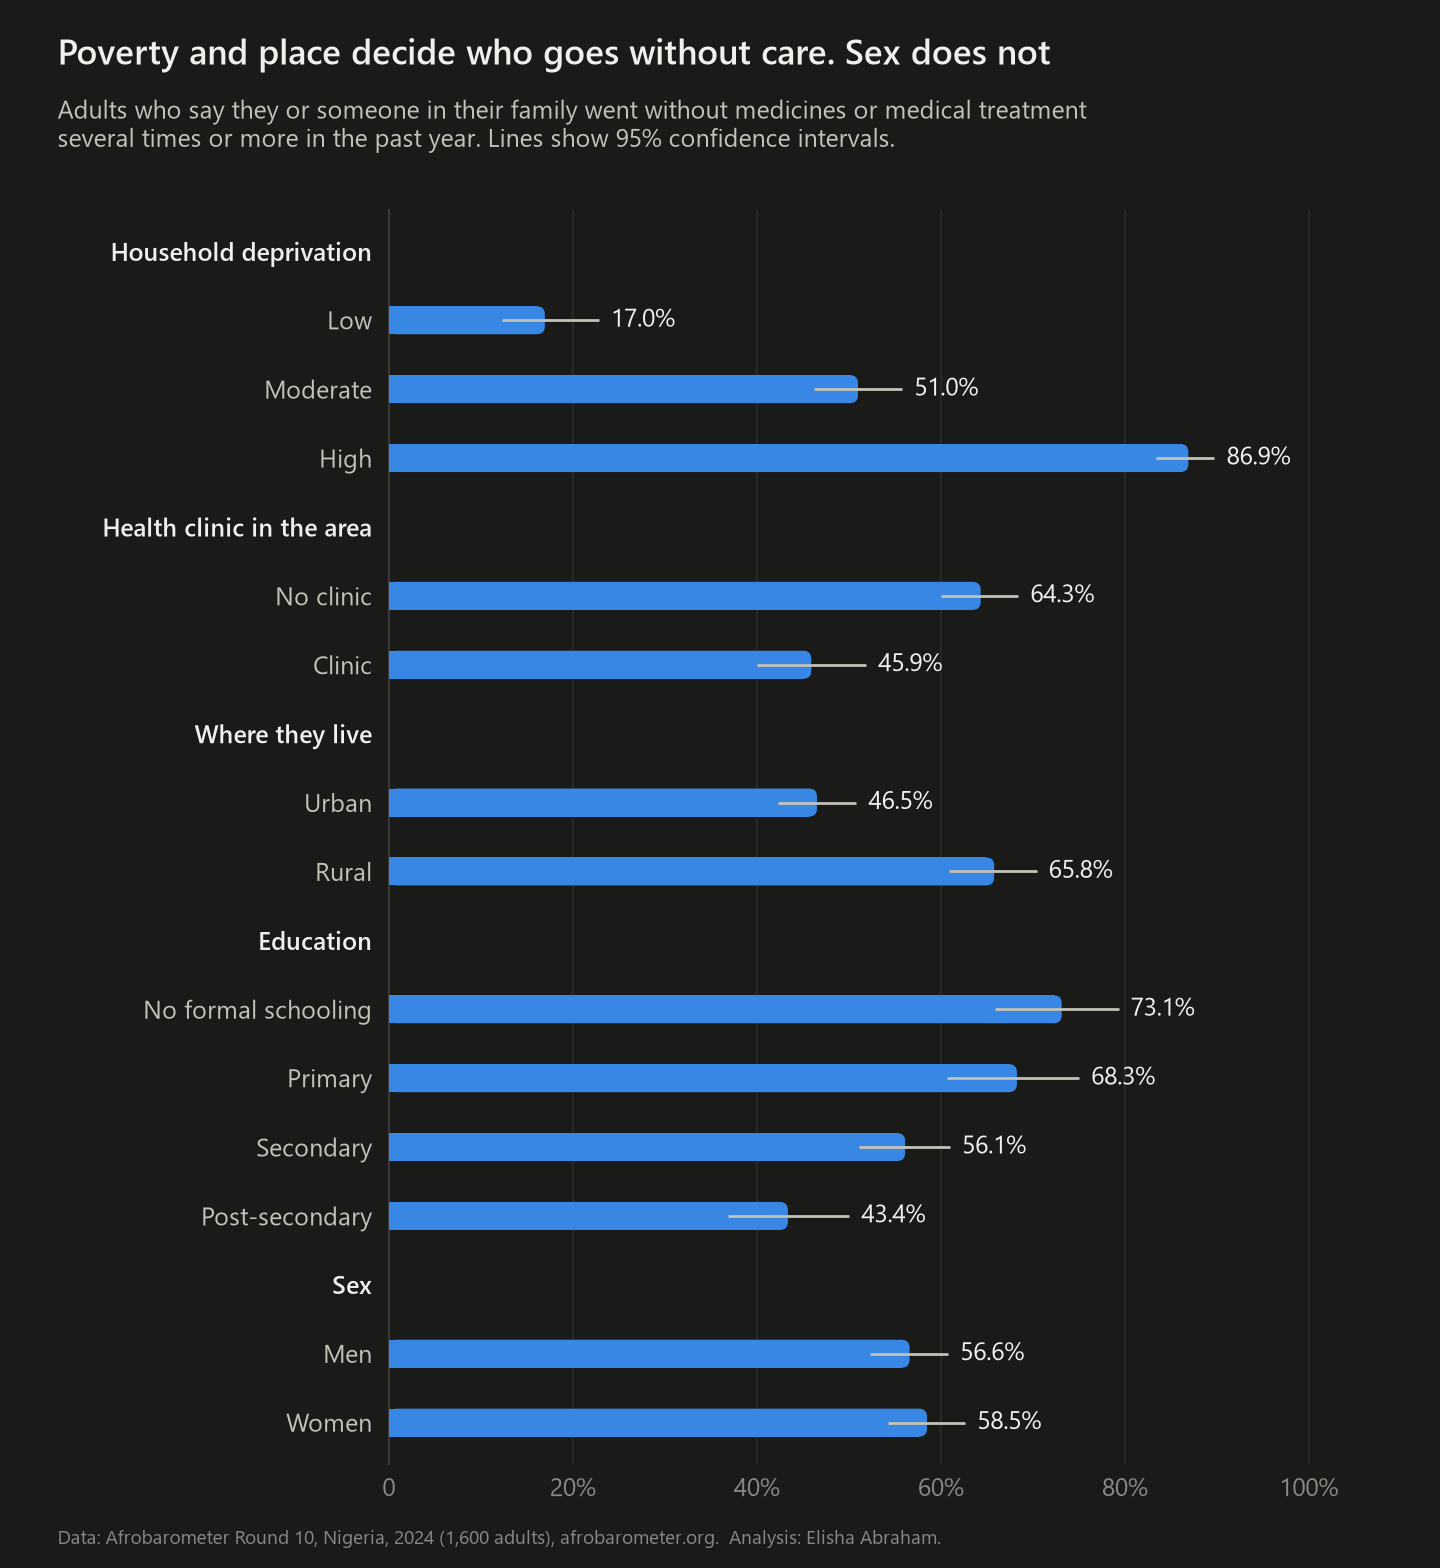 Poverty and place decide who goes without care. Sex does not
Adults who say they or someone in their family went without medicines or medical treatment
several times or more in the past year. Lines show 95% confidence intervals.
Household deprivation
Low 17.0%
Moderate 51.0%
High 86.9%
Health clinic in the area
No clinic 64.3%
Clinic 45.9%
Where they live
Urban 46.5%
Rural 65.8%
Education
No formal schooling 73.1%
Primary 68.3%
Secondary 56.1%
Post-secondary 43.4%
Sex
Men 56.6%
Women 58.5%
0 20% 40% 60% 80% 100%
Data: Afrobarometer Round 10, Nigeria, 2024 (1,600 adults), afrobarometer.org. Analysis: Elisha Abraham.